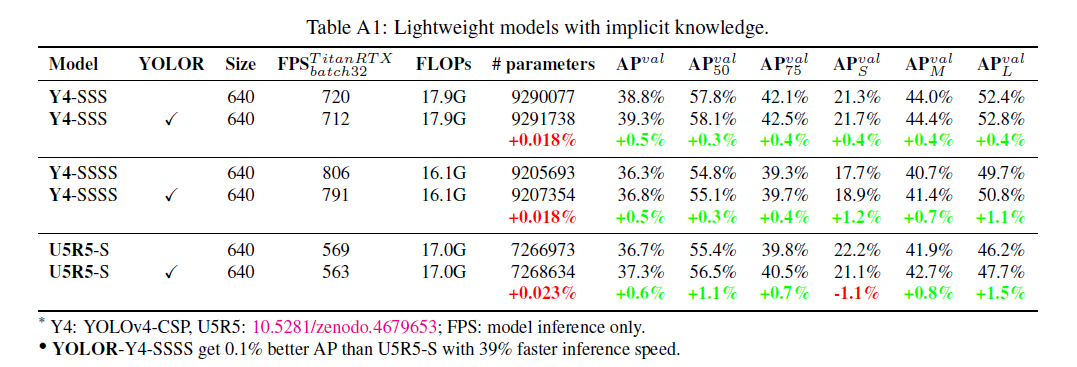 Table A1: Lightweight models with implicit knowledge.
Model YOLOR Size FPS^{TitanRTX}_{batch32} FLOPs # parameters AP^{val} AP^{val}_{50} AP^{val}_{75} AP^{val}_{S} AP^{val}_{M} AP^{val}_{L}
Y4-SSS 640 720 17.9G 9290077 38.8% 57.8% 42.1% 21.3% 44.0% 52.4%
Y4-SSS ✓ 640 712 17.9G 9291738 39.3% 58.1% 42.5% 21.7% 44.4% 52.8%
+0.018% +0.5% +0.3% +0.4% +0.4% +0.4% +0.4%
Y4-SSSS 640 806 16.1G 9205693 36.3% 54.8% 39.3% 17.7% 40.7% 49.7%
Y4-SSSS ✓ 640 791 16.1G 9207354 36.8% 55.1% 39.7% 18.9% 41.4% 50.8%
+0.018% +0.5% +0.3% +0.4% +1.2% +0.7% +1.1%
U5R5-S 640 569 17.0G 7266973 36.7% 55.4% 39.8% 22.2% 41.9% 46.2%
U5R5-S ✓ 640 563 17.0G 7268634 37.3% 56.5% 40.5% 21.1% 42.7% 47.7%
+0.023% +0.6% +1.1% +0.7% -1.1% +0.8% +1.5%
* Y4: YOLOv4-CSP, U5R5: 10.5281/zenodo.4679653; FPS: model inference only.
• YOLOR-Y4-SSSS get 0.1% better AP than U5R5-S with 39% faster inference speed.